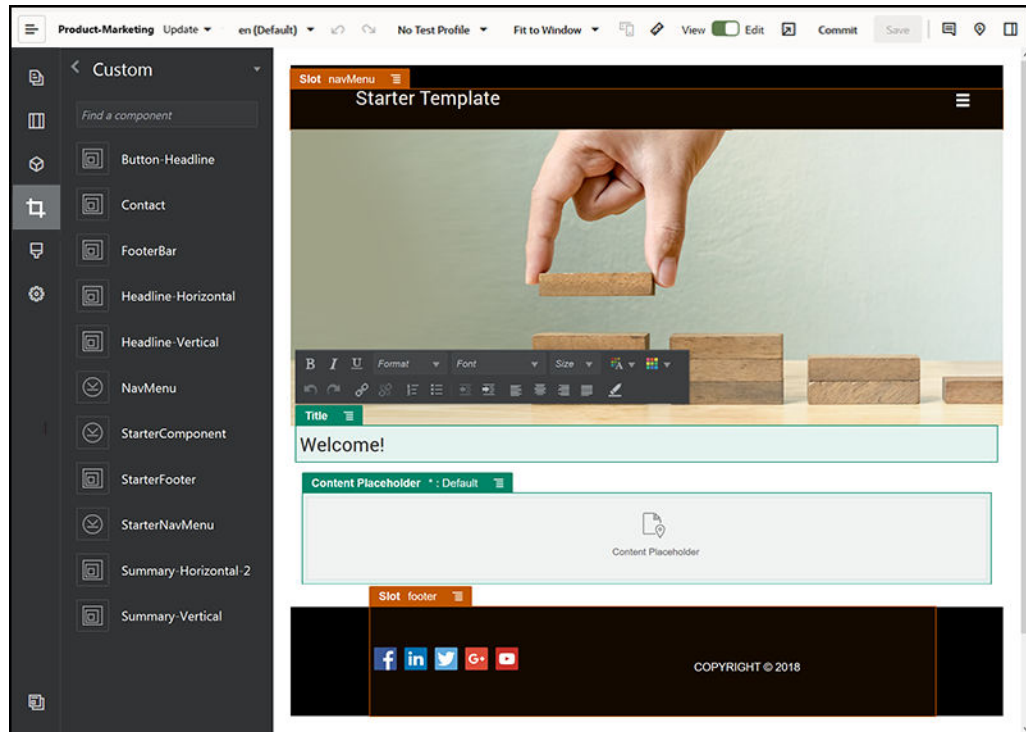 Product-Marketing Update en (Default) No Test Profile Fit to Window View Edit Commit Save
Custom
Find a component
Button-Headline
Contact
FooterBar
Headline-Horizontal
Headline-Vertical
NavMenu
StarterComponent
StarterFooter
StarterNavMenu
Summary-Horizontal-2
Summary-Vertical
Slot navMenu
Starter Template
B I U Format Font Size A
Title
Welcome!
Content Placeholder * : Default
Content Placeholder
Slot footer
f in G+
COPYRIGHT © 2018